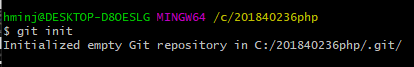 hminj@DESKTOP-D8OESLG MINGW64 /c/201840236php
$ git init
Initialized empty Git repository in C:/201840236php/.git/